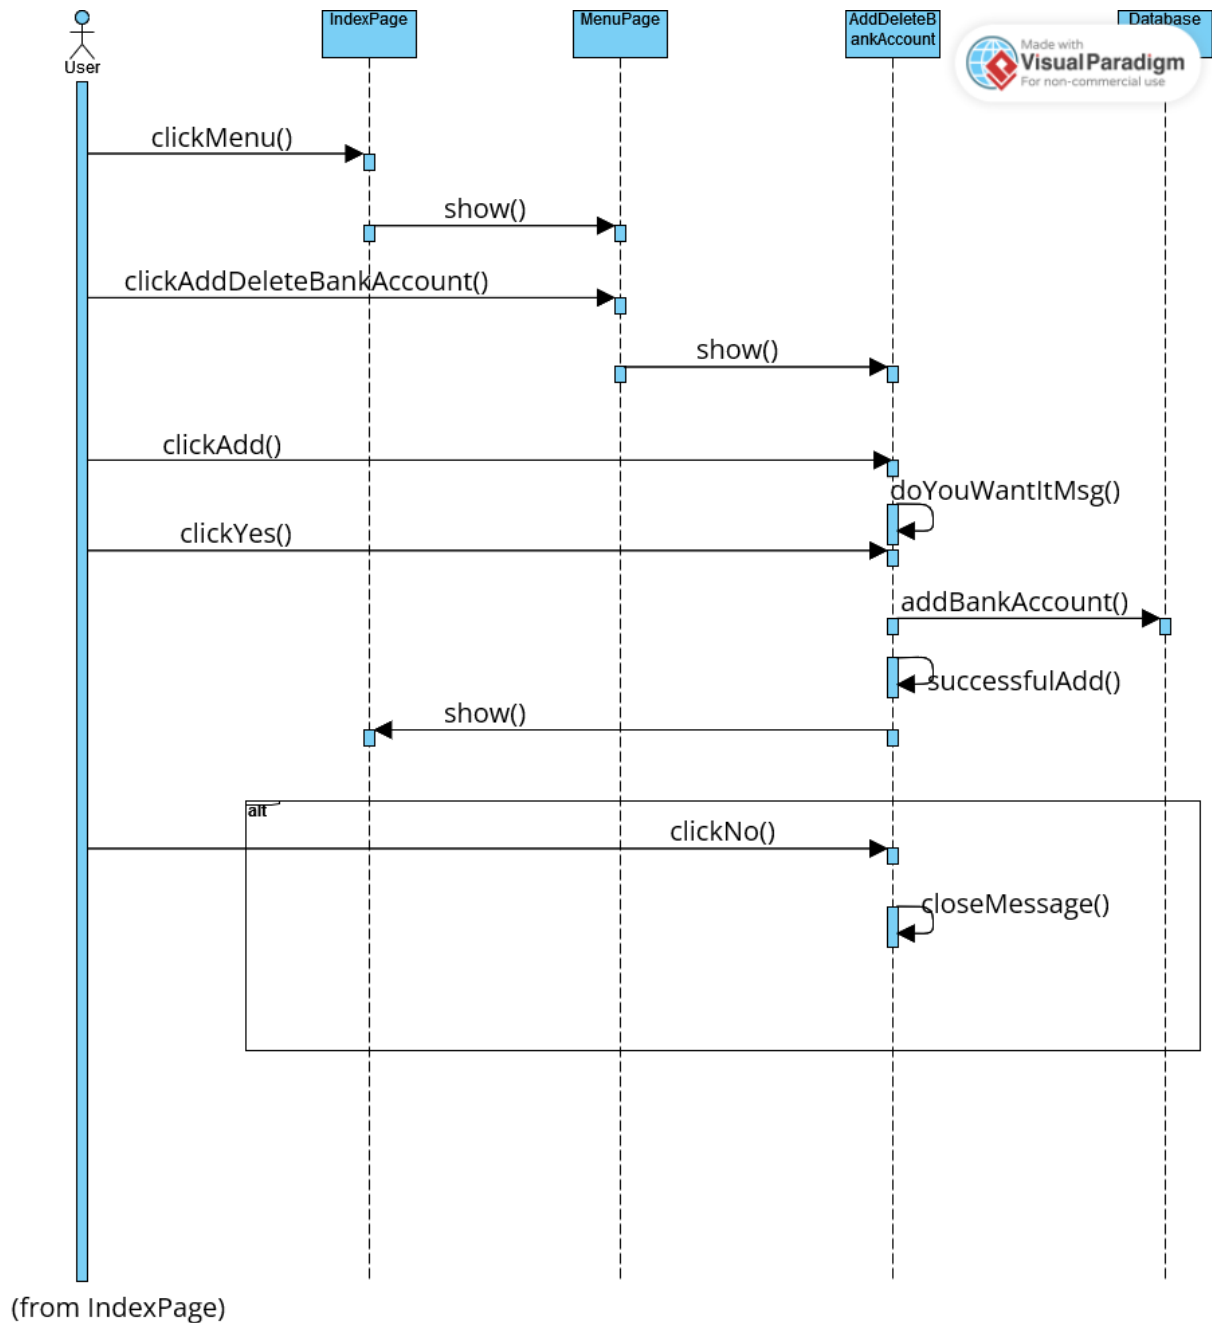 IndexPage
MenuPage
AddDeleteB
ankAccount
Database
Made with
Visual Paradigm
For non-commercial use
User
clickMenu()
show()
clickAddDeleteBankAccount()
show()
clickAdd()
doYouWantItMsg()
clickYes()
addBankAccount()
successfulAdd()
show()
alt
clickNo()
closeMessage()
(from IndexPage)